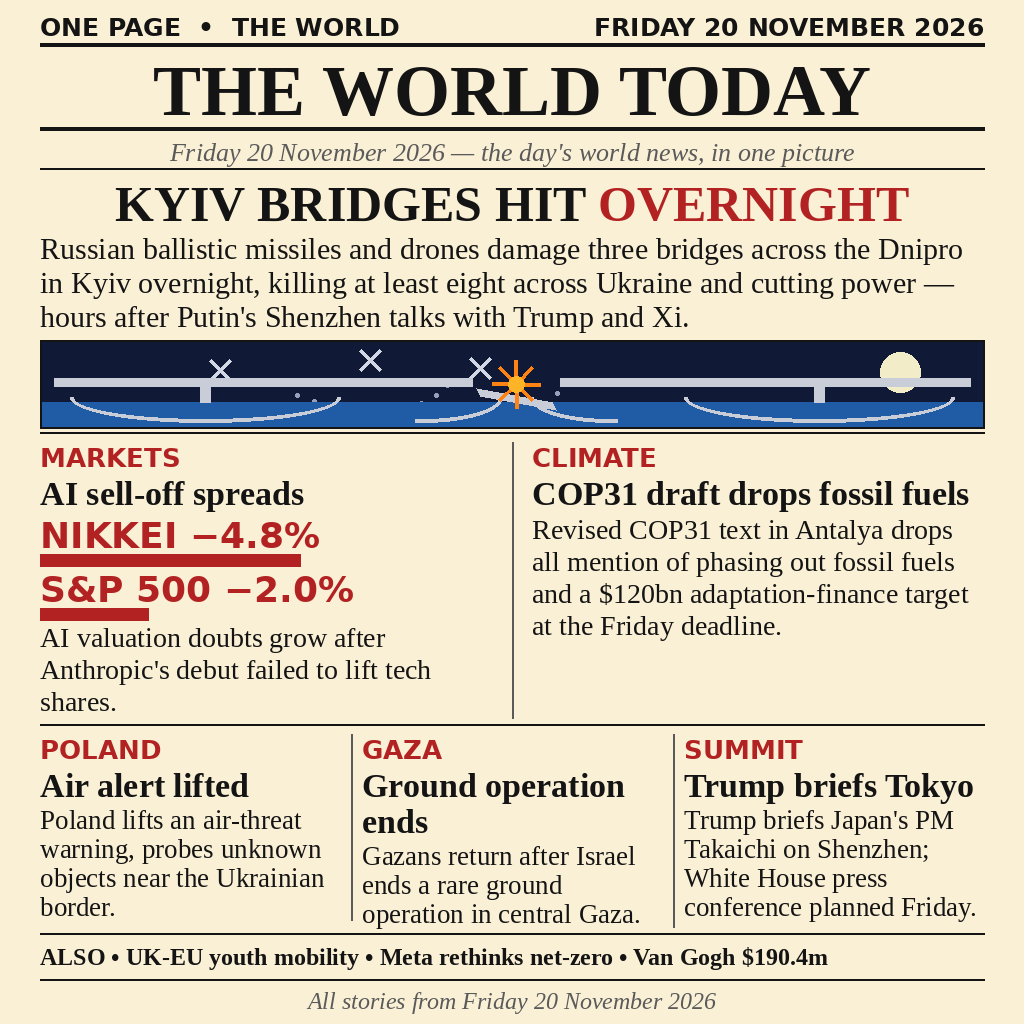 ONE PAGE • THE WORLD
FRIDAY 20 NOVEMBER 2026
THE WORLD TODAY
Friday 20 November 2026 — the day's world news, in one picture
KYIV BRIDGES HIT OVERNIGHT
Russian ballistic missiles and drones damage three bridges across the Dnipro
in Kyiv overnight, killing at least eight across Ukraine and cutting power —
hours after Putin's Shenzhen talks with Trump and Xi.
MARKETS
AI sell-off spreads
NIKKEI −4.8%
S&P 500 −2.0%
AI valuation doubts grow after
Anthropic's debut failed to lift tech
shares.
CLIMATE
COP31 draft drops fossil fuels
Revised COP31 text in Antalya drops
all mention of phasing out fossil fuels
and a $120bn adaptation-finance target
at the Friday deadline.
POLAND
Air alert lifted
Poland lifts an air-threat
warning, probes unknown
objects near the Ukrainian
border.
GAZA
Ground operation
ends
Gazans return after Israel
ends a rare ground
operation in central Gaza.
SUMMIT
Trump briefs Tokyo
Trump briefs Japan's PM
Takaichi on Shenzhen;
White House press
conference planned Friday.
ALSO • UK-EU youth mobility • Meta rethinks net-zero • Van Gogh $190.4m
All stories from Friday 20 November 2026